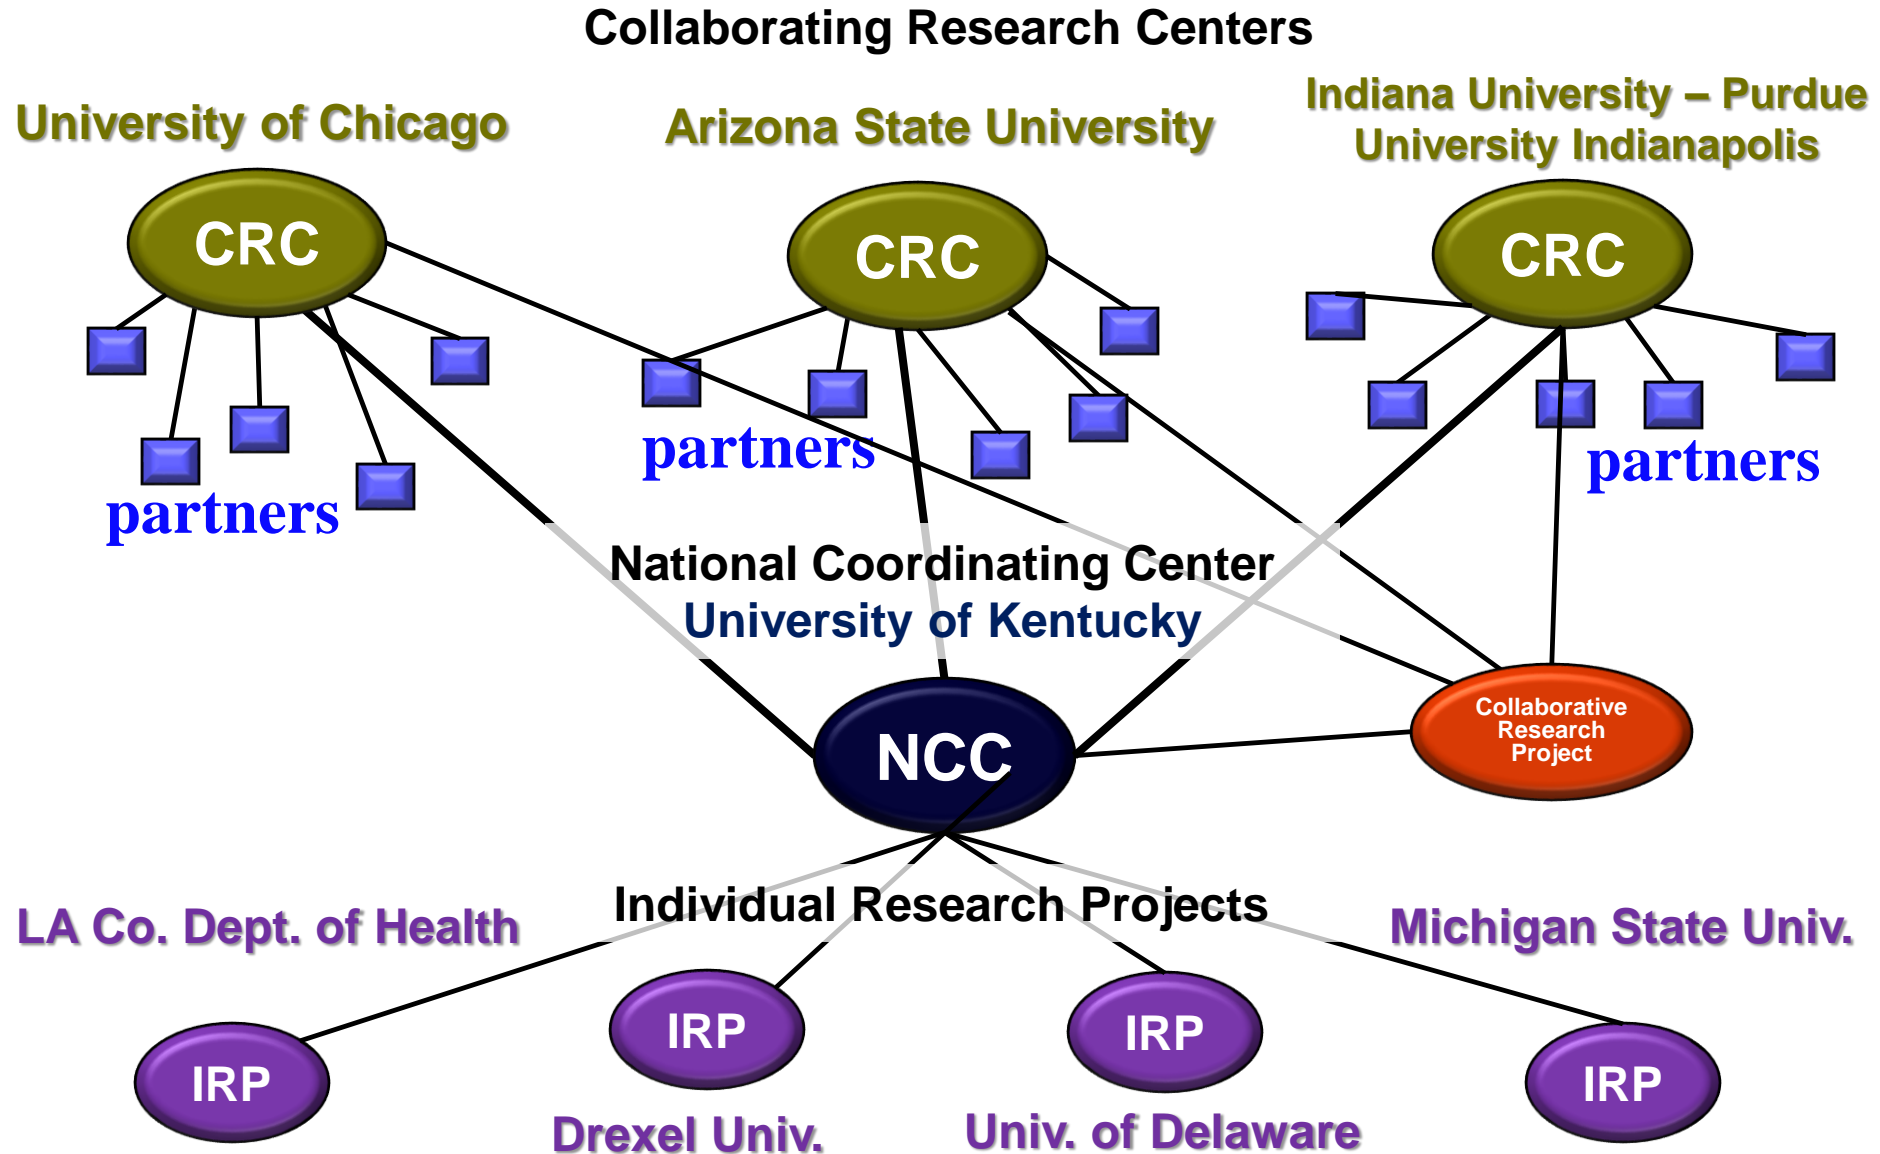 Collaborating Research Centers
University of Chicago
Arizona State University
Indiana University – Purdue
University Indianapolis
CRC
CRC
CRC
partners
partners
partners
National Coordinating Center
University of Kentucky
NCC
Collaborative
Research
Project
Individual Research Projects
LA Co. Dept. of Health
Michigan State Univ.
IRP
IRP
IRP
IRP
Drexel Univ.
Univ. of Delaware